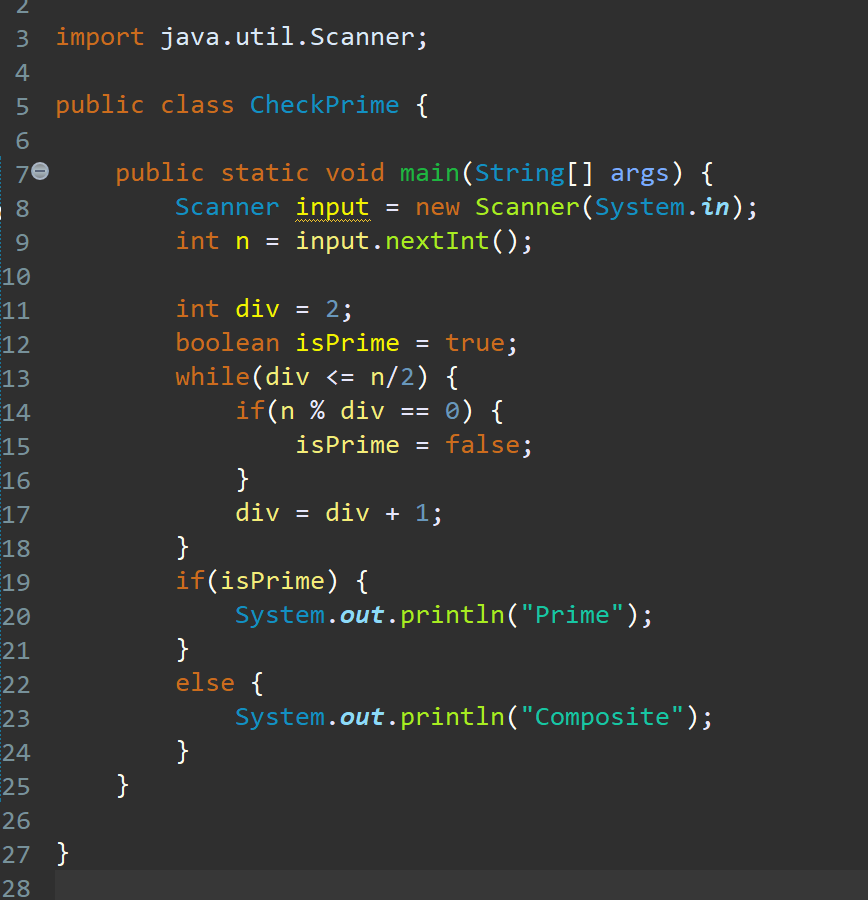 2
3 import java.util.Scanner;
4
5 public class CheckPrime {
6
7     public static void main(String[] args) {
8         Scanner input = new Scanner(System.in);
9         int n = input.nextInt();
10
11         int div = 2;
12         boolean isPrime = true;
13         while(div <= n/2) {
14             if(n % div == 0) {
15                 isPrime = false;
16             }
17             div = div + 1;
18         }
19         if(isPrime) {
20             System.out.println("Prime");
21         }
22         else {
23             System.out.println("Composite");
24         }
25     }
26
27 }
28